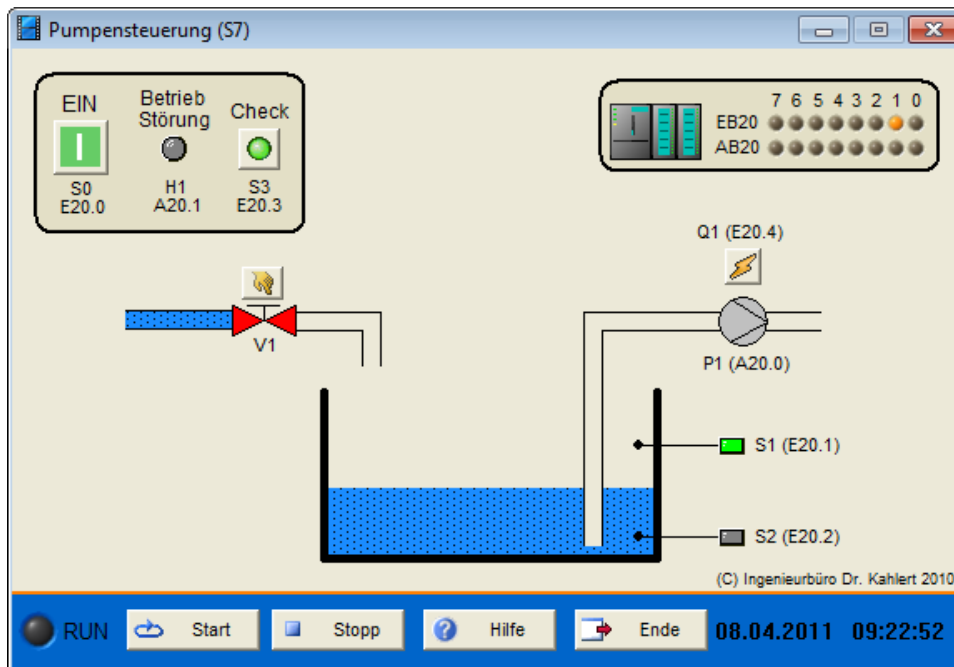 Pumpensteuerung (S7)
EIN
Betrieb
Störung
Check
S0
E20.0
H1
A20.1
S3
E20.3
7 6 5 4 3 2 1 0
EB20
AB20
Q1 (E20.4)
V1
P1 (A20.0)
S1 (E20.1)
S2 (E20.2)
(C) Ingenieurbüro Dr. Kahlert 2010
RUN Start Stopp Hilfe Ende 08.04.2011 09:22:52